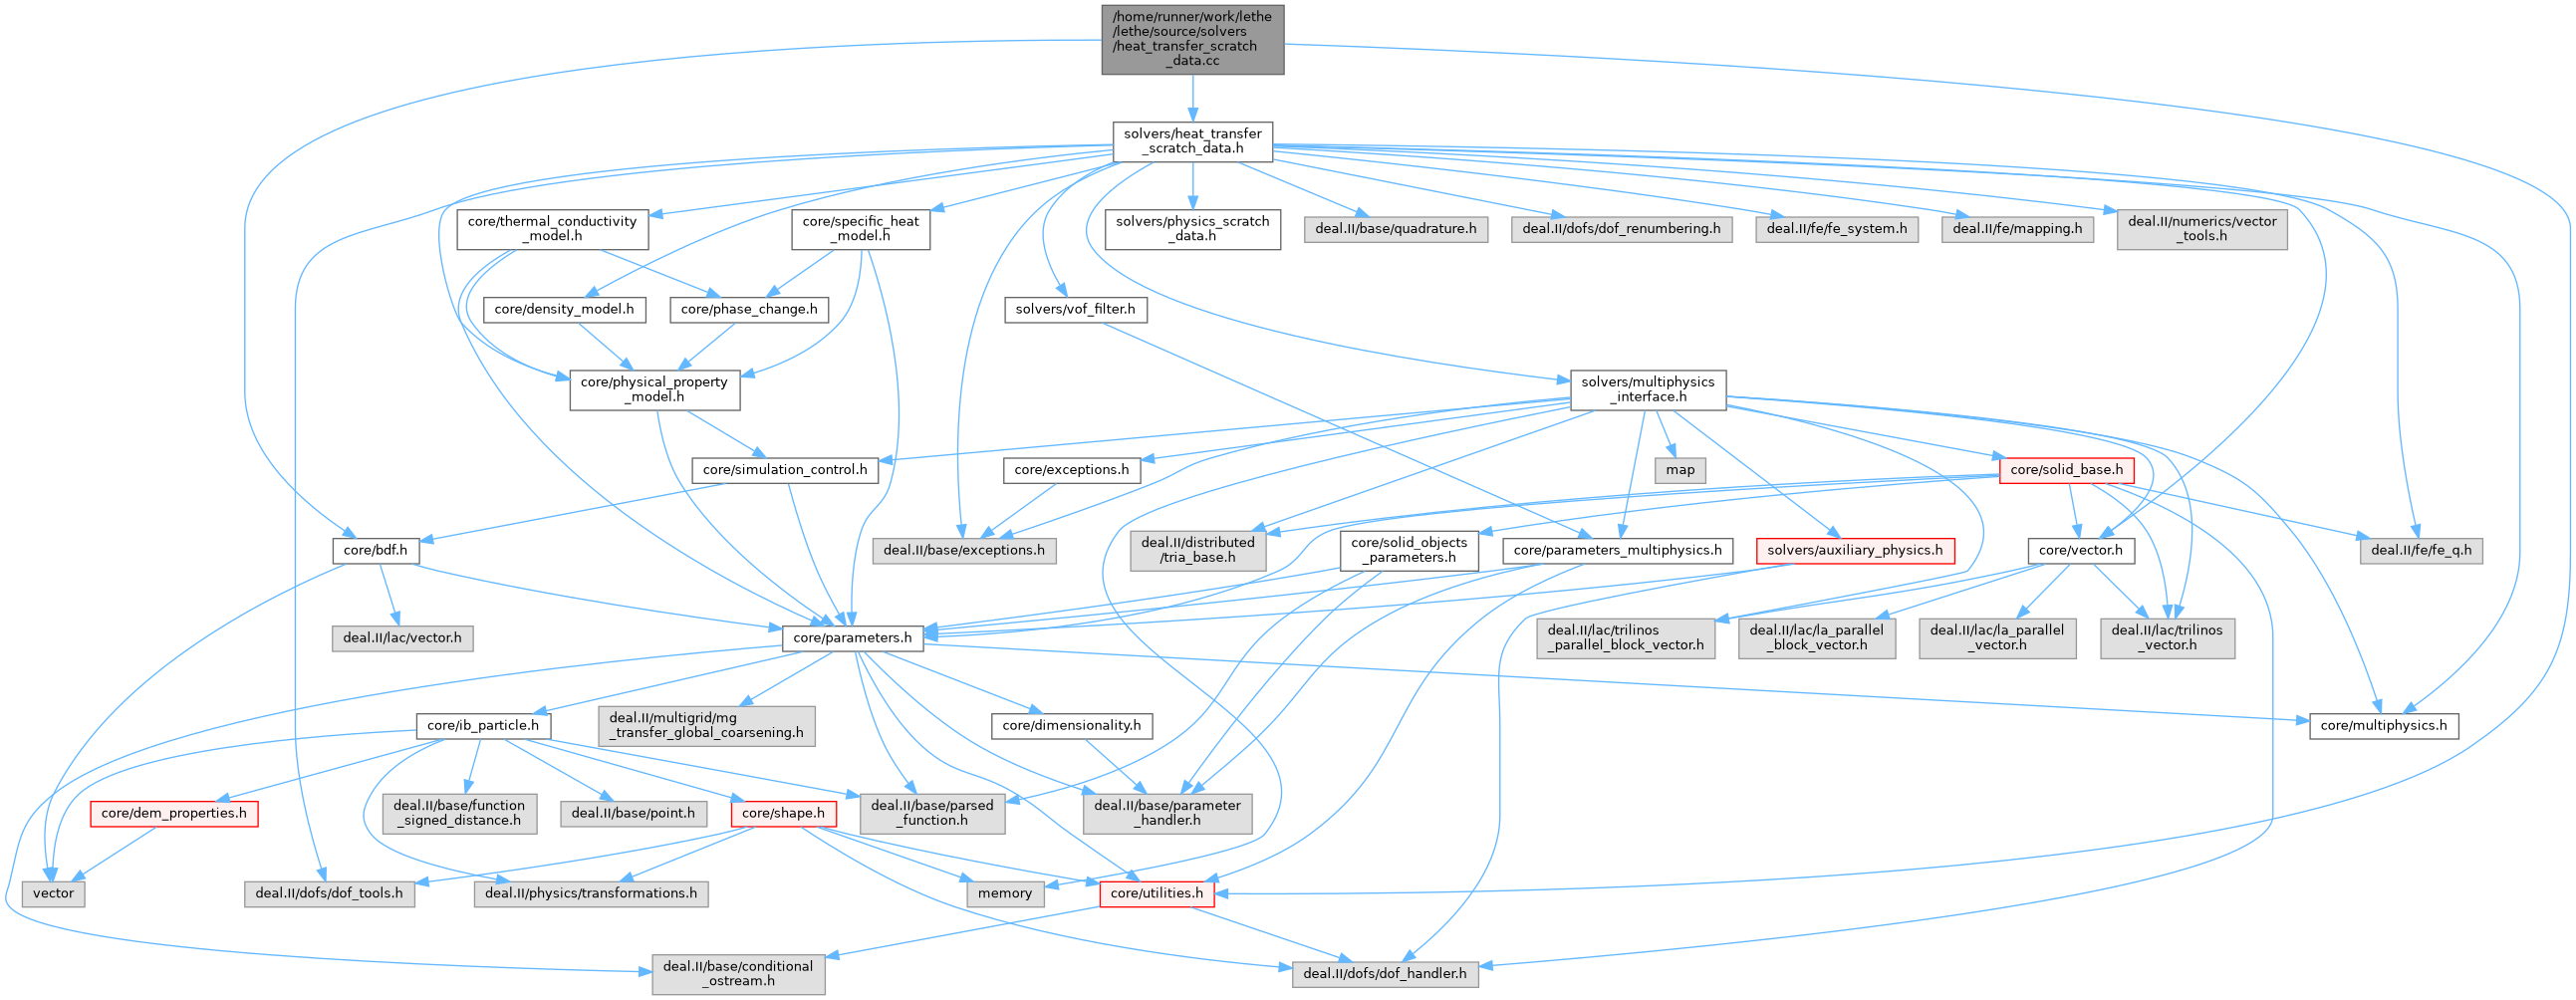 /home/runner/work/lethe
/lethe/source/solvers
/heat_transfer_scratch
_data.cc
solvers/heat_transfer
_scratch_data.h
core/thermal_conductivity
_model.h
core/specific_heat
_model.h
solvers/physics_scratch
_data.h
deal.II/base/quadrature.h
deal.II/dofs/dof_renumbering.h
deal.II/fe/fe_system.h
deal.II/fe/mapping.h
deal.II/numerics/vector
_tools.h
core/density_model.h
core/phase_change.h
solvers/vof_filter.h
core/physical_property
_model.h
solvers/multiphysics
_interface.h
core/simulation_control.h
core/exceptions.h
map
core/solid_base.h
core/bdf.h
deal.II/base/exceptions.h
deal.II/distributed
/tria_base.h
core/solid_objects
_parameters.h
core/parameters_multiphysics.h
solvers/auxiliary_physics.h
core/vector.h
deal.II/fe/fe_q.h
deal.II/lac/vector.h
core/parameters.h
deal.II/lac/trilinos
_parallel_block_vector.h
deal.II/lac/la_parallel
_block_vector.h
deal.II/lac/la_parallel
_vector.h
deal.II/lac/trilinos
_vector.h
core/ib_particle.h
deal.II/multigrid/mg
_transfer_global_coarsening.h
core/dimensionality.h
core/multiphysics.h
core/dem_properties.h
deal.II/base/function
_signed_distance.h
deal.II/base/point.h
core/shape.h
deal.II/base/parsed
_function.h
deal.II/base/parameter
_handler.h
vector
deal.II/dofs/dof_tools.h
deal.II/physics/transformations.h
memory
core/utilities.h
deal.II/base/conditional
_ostream.h
deal.II/dofs/dof_handler.h